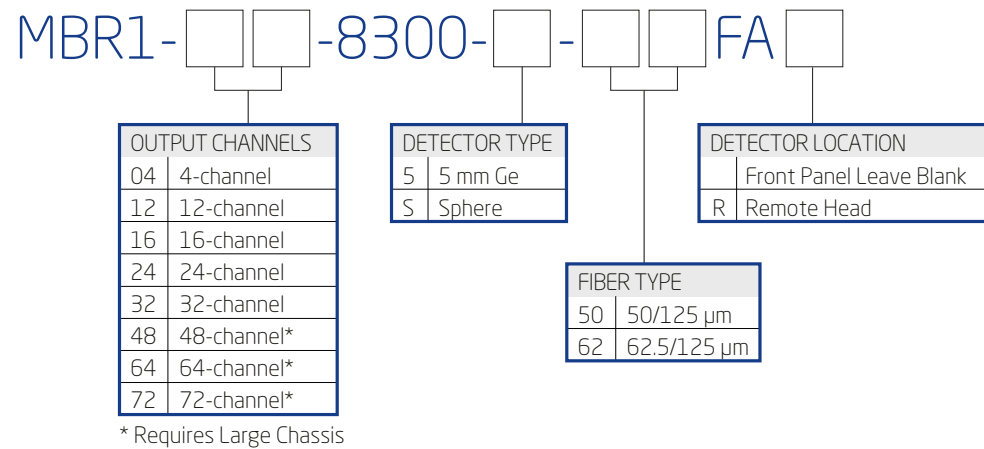 MBR1- -8300- - FA
OUTPUT CHANNELS
04 4-channel
12 12-channel
16 16-channel
24 24-channel
32 32-channel
48 48-channel*
64 64-channel*
72 72-channel*
* Requires Large Chassis
DETECTOR TYPE
5 5 mm Ge
S Sphere
FIBER TYPE
50 50/125 µm
62 62.5/125 µm
DETECTOR LOCATION
Front Panel Leave Blank
R Remote Head